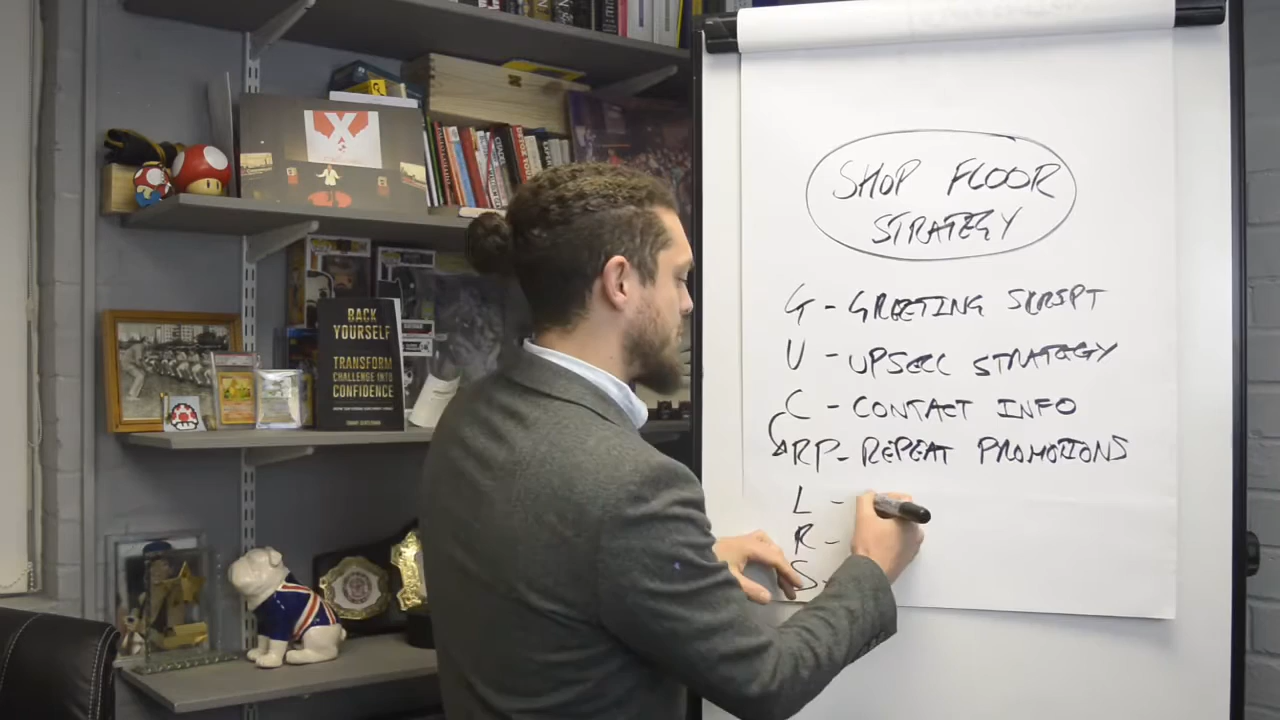 SHOP FLOOR
STRATEGY
G - GREETING SCRIPT
U - UPSELL STRATEGY
C - CONTACT INFO
RP - REPEAT PROMOTIONS
L -
R -
S -
BACK
YOURSELF
TRANSFORM
CHALLENGE INTO
CONFIDENCE
X